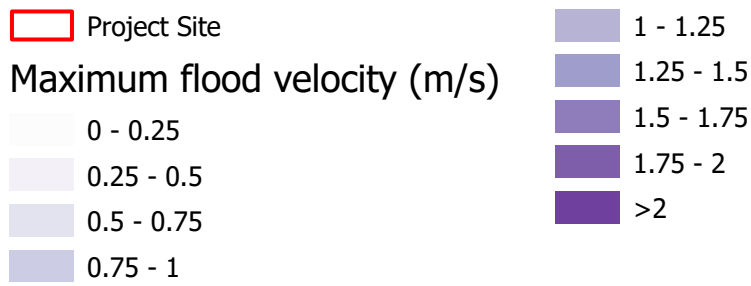 Project Site
Maximum flood velocity (m/s)
0 - 0.25
0.25 - 0.5
0.5 - 0.75
0.75 - 1
1 - 1.25
1.25 - 1.5
1.5 - 1.75
1.75 - 2
>2